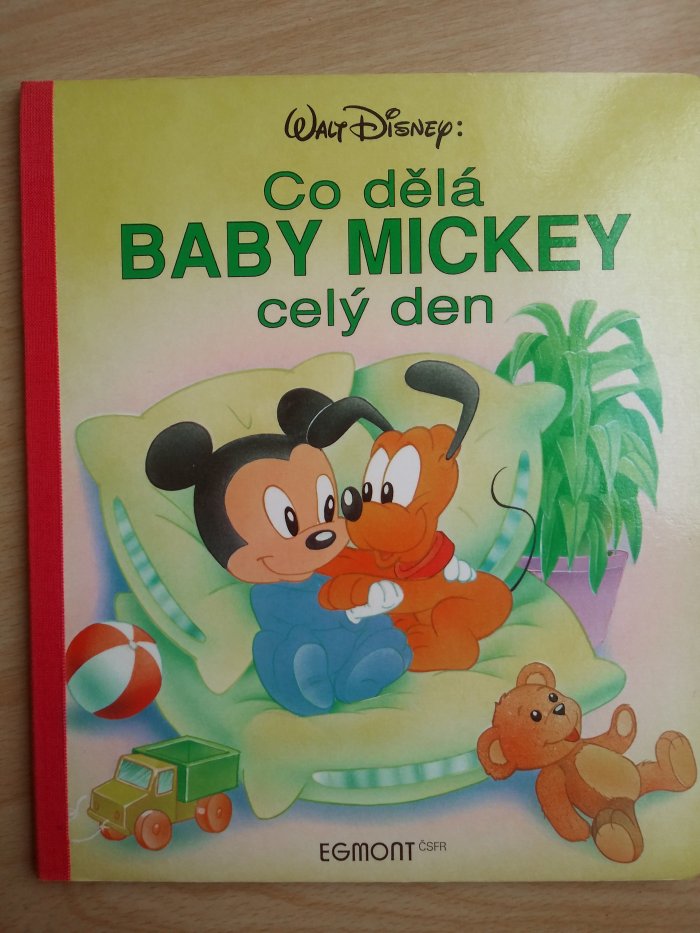 Walt Disney:
Co dělá
BABY MICKEY
celý den
EGMONT ČSFR